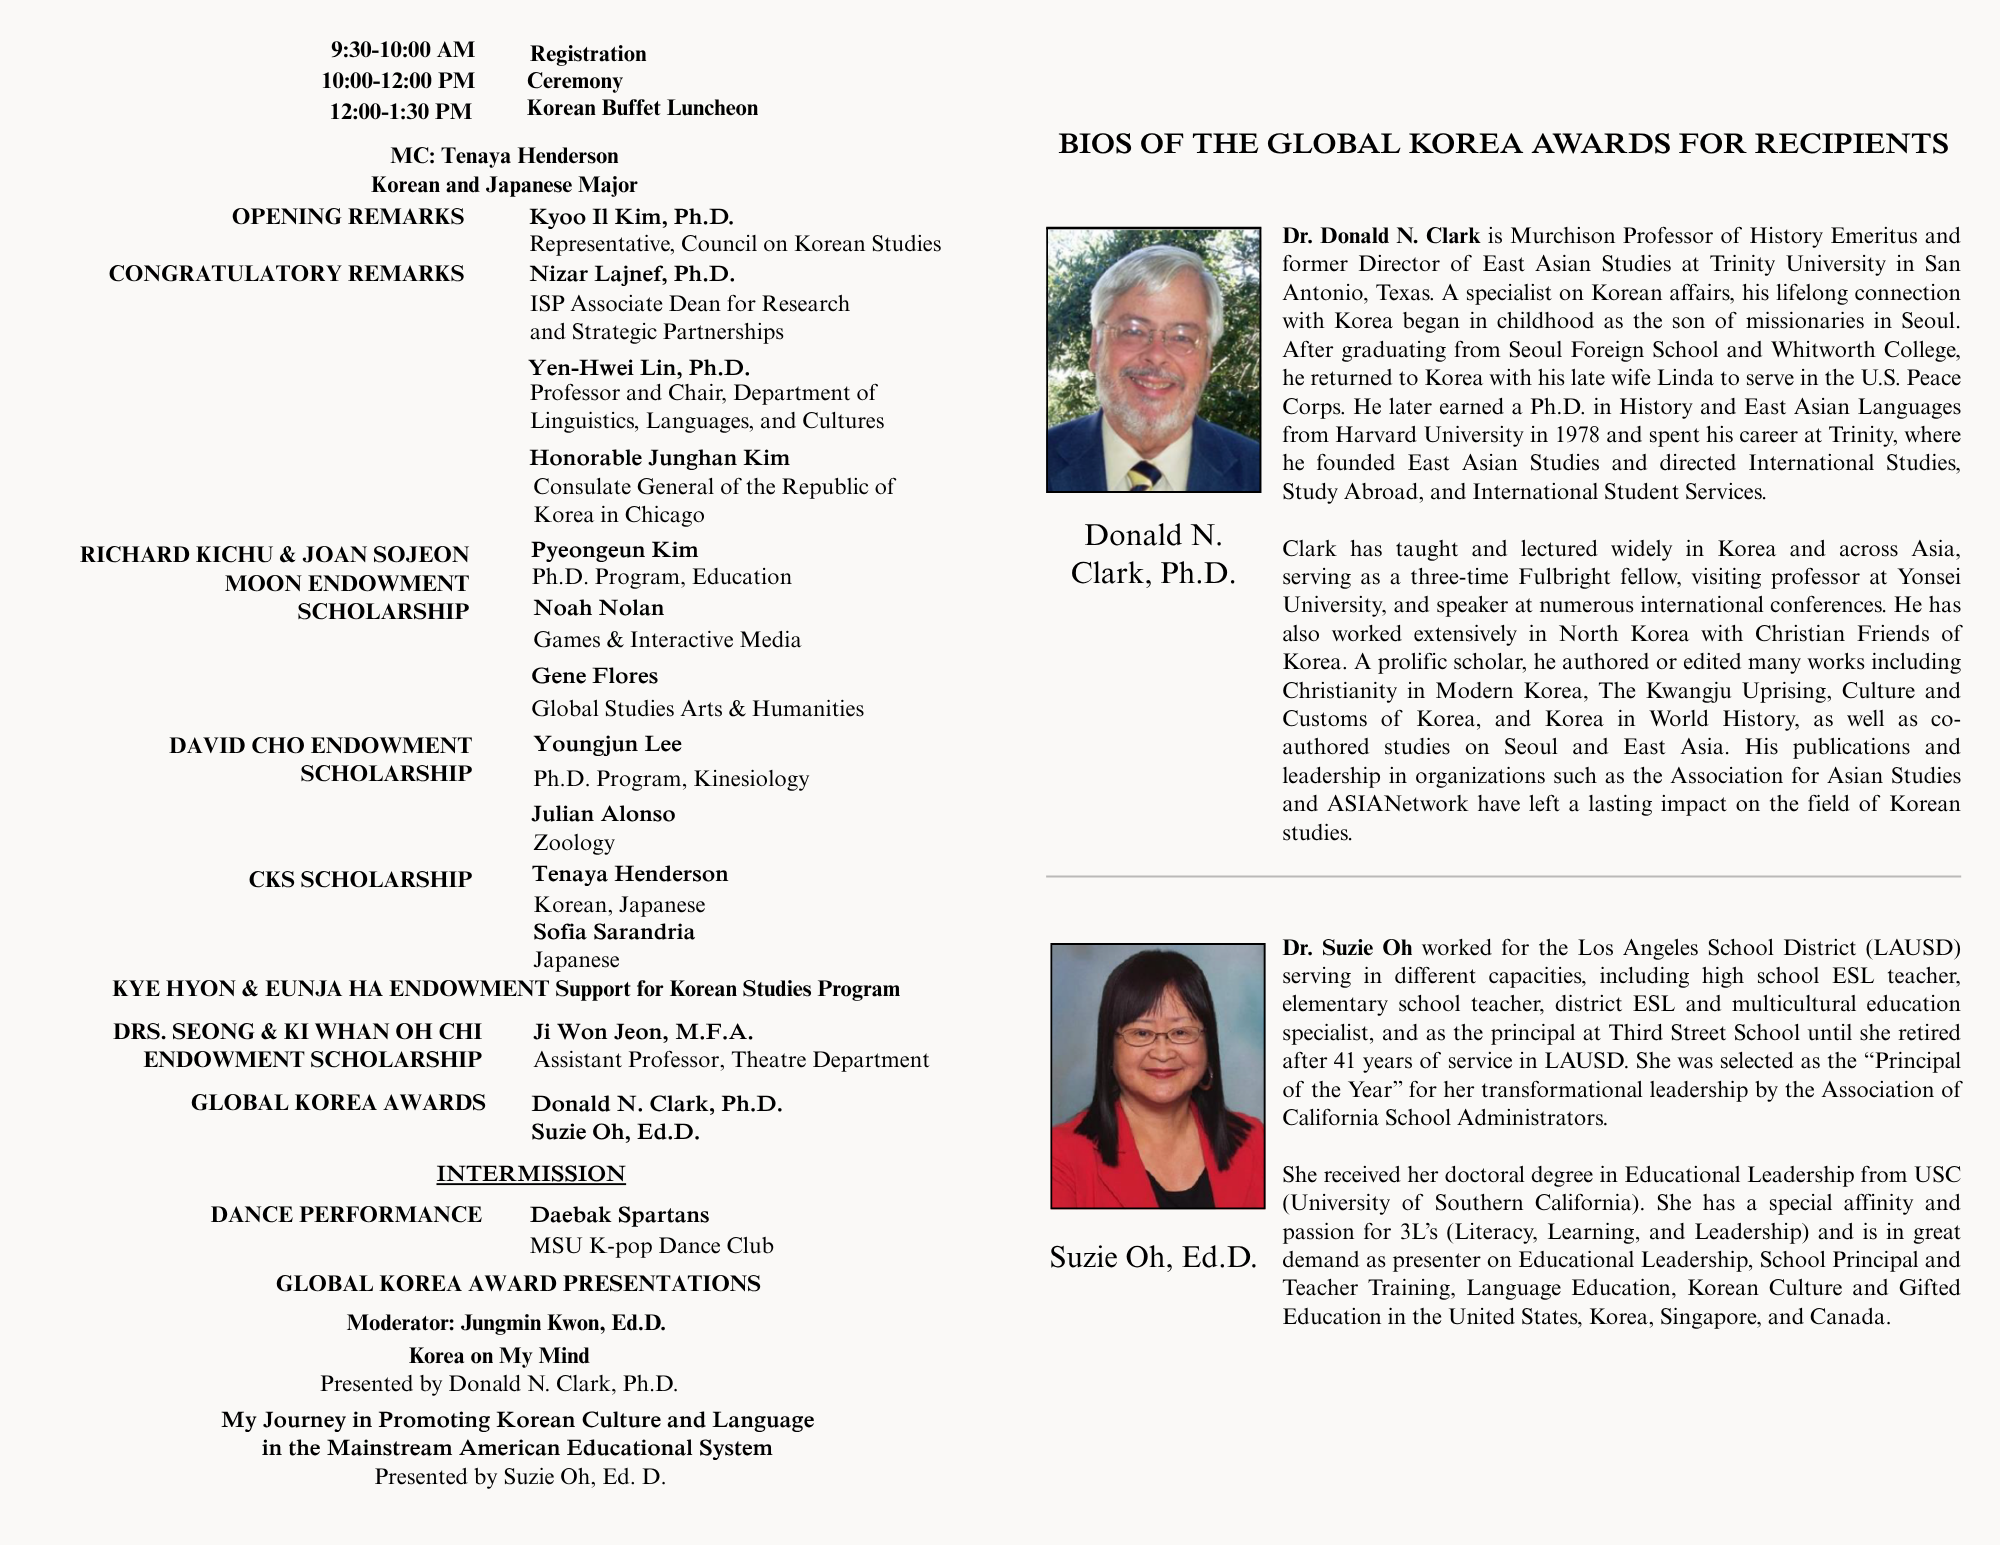 9:30-10:00 AM Registration
10:00-12:00 PM Ceremony
12:00-1:30 PM Korean Buffet Luncheon
MC: Tenaya Henderson
Korean and Japanese Major
OPENING REMARKS Kyoo Il Kim, Ph.D.
Representative, Council on Korean Studies
CONGRATULATORY REMARKS Nizar Lajnef, Ph.D.
ISP Associate Dean for Research
and Strategic Partnerships
Yen-Hwei Lin, Ph.D.
Professor and Chair, Department of
Linguistics, Languages, and Cultures
Honorable Junghan Kim
Consulate General of the Republic of
Korea in Chicago
RICHARD KICHU & JOAN SOJEON
MOON ENDOWMENT
SCHOLARSHIP
Pyeongeun Kim
Ph.D. Program, Education
Noah Nolan
Games & Interactive Media
Gene Flores
Global Studies Arts & Humanities
DAVID CHO ENDOWMENT
SCHOLARSHIP
Youngjun Lee
Ph.D. Program, Kinesiology
Julian Alonso
Zoology
CKS SCHOLARSHIP
Tenaya Henderson
Korean, Japanese
Sofia Sarandria
Japanese
KYE HYON & EUNJA HA ENDOWMENT Support for Korean Studies Program
DRS. SEONG & KI WHAN OH CHI
ENDOWMENT SCHOLARSHIP
Ji Won Jeon, M.F.A.
Assistant Professor, Theatre Department
GLOBAL KOREA AWARDS Donald N. Clark, Ph.D.
Suzie Oh, Ed.D.
INTERMISSION
DANCE PERFORMANCE Daebak Spartans
MSU K-pop Dance Club
GLOBAL KOREA AWARD PRESENTATIONS
Moderator: Jungmin Kwon, Ed.D.
Korea on My Mind
Presented by Donald N. Clark, Ph.D.
My Journey in Promoting Korean Culture and Language
in the Mainstream American Educational System
Presented by Suzie Oh, Ed. D.
BIOS OF THE GLOBAL KOREA AWARDS FOR RECIPIENTS
Donald N.
Clark, Ph.D.
Dr. Donald N. Clark is Murchison Professor of History Emeritus and
former Director of East Asian Studies at Trinity University in San
Antonio, Texas. A specialist on Korean affairs, his lifelong connection
with Korea began in childhood as the son of missionaries in Seoul.
After graduating from Seoul Foreign School and Whitworth College,
he returned to Korea with his late wife Linda to serve in the U.S. Peace
Corps. He later earned a Ph.D. in History and East Asian Languages
from Harvard University in 1978 and spent his career at Trinity, where
he founded East Asian Studies and directed International Studies,
Study Abroad, and International Student Services.
Clark has taught and lectured widely in Korea and across Asia,
serving as a three-time Fulbright fellow, visiting professor at Yonsei
University, and speaker at numerous international conferences. He has
also worked extensively in North Korea with Christian Friends of
Korea. A prolific scholar, he authored or edited many works including
Christianity in Modern Korea, The Kwangju Uprising, Culture and
Customs of Korea, and Korea in World History, as well as co-
authored studies on Seoul and East Asia. His publications and
leadership in organizations such as the Association for Asian Studies
and ASIANetwork have left a lasting impact on the field of Korean
studies.
Suzie Oh, Ed.D.
Dr. Suzie Oh worked for the Los Angeles School District (LAUSD)
serving in different capacities, including high school ESL teacher,
elementary school teacher, district ESL and multicultural education
specialist, and as the principal at Third Street School until she retired
after 41 years of service in LAUSD. She was selected as the “Principal
of the Year” for her transformational leadership by the Association of
California School Administrators.
She received her doctoral degree in Educational Leadership from USC
(University of Southern California). She has a special affinity and
passion for 3L’s (Literacy, Learning, and Leadership) and is in great
demand as presenter on Educational Leadership, School Principal and
Teacher Training, Language Education, Korean Culture and Gifted
Education in the United States, Korea, Singapore, and Canada.